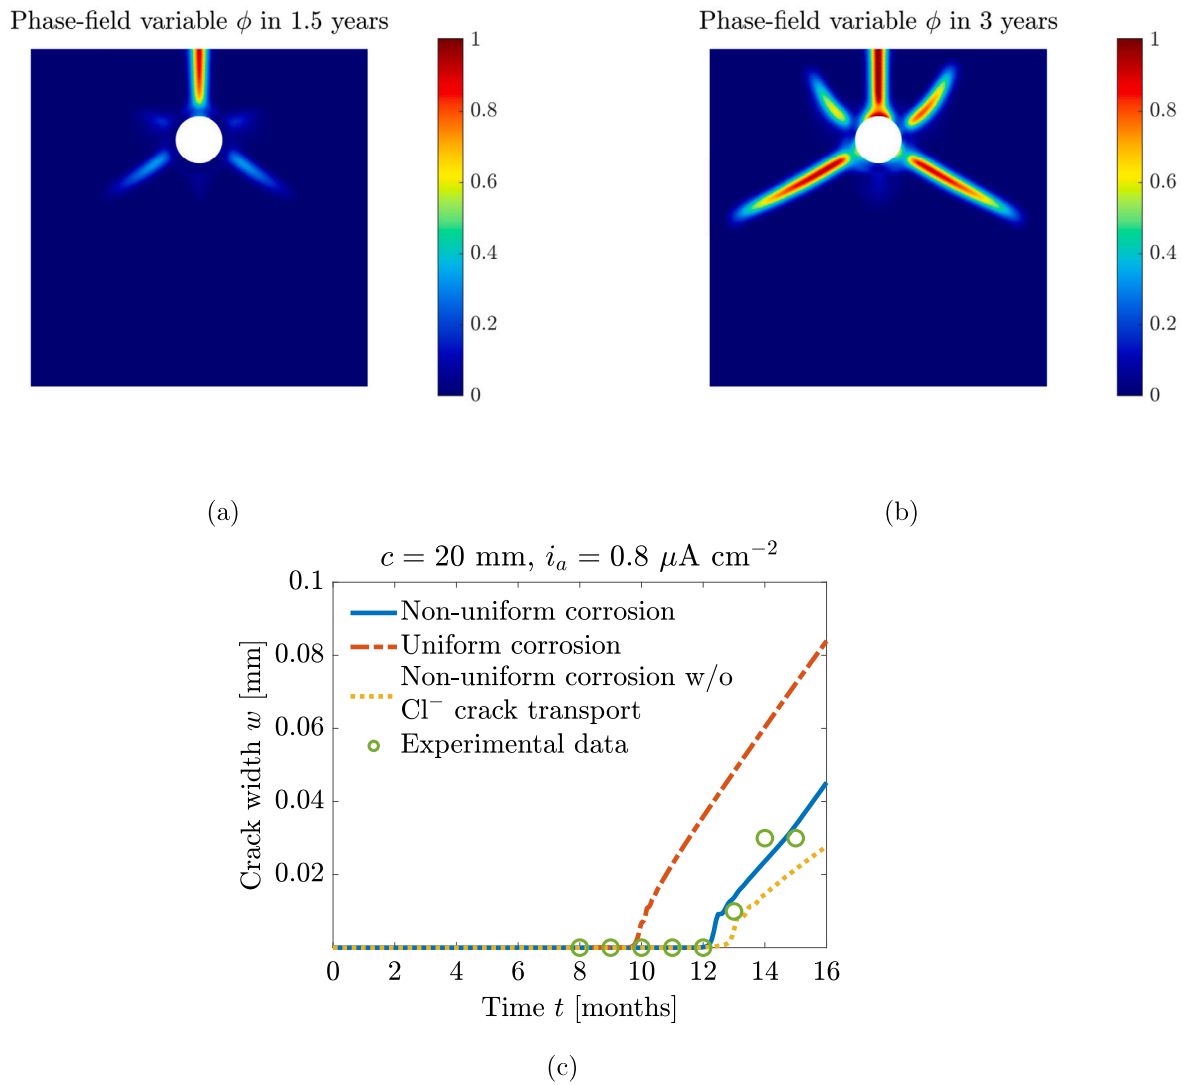 Phase-field variable ϕ in 1.5 years
1
0.8
0.6
0.4
0.2
0
(a)
Phase-field variable ϕ in 3 years
1
0.8
0.6
0.4
0.2
0
(b)
c = 20 mm, iₐ = 0.8 μA cm⁻²
Crack width w [mm]
0.1
0.08
0.06
0.04
0.02
Non-uniform corrosion
Uniform corrosion
Non-uniform corrosion w/o
Cl⁻ crack transport
Experimental data
0 2 4 6 8 10 12 14 16
Time t [months]
(c)